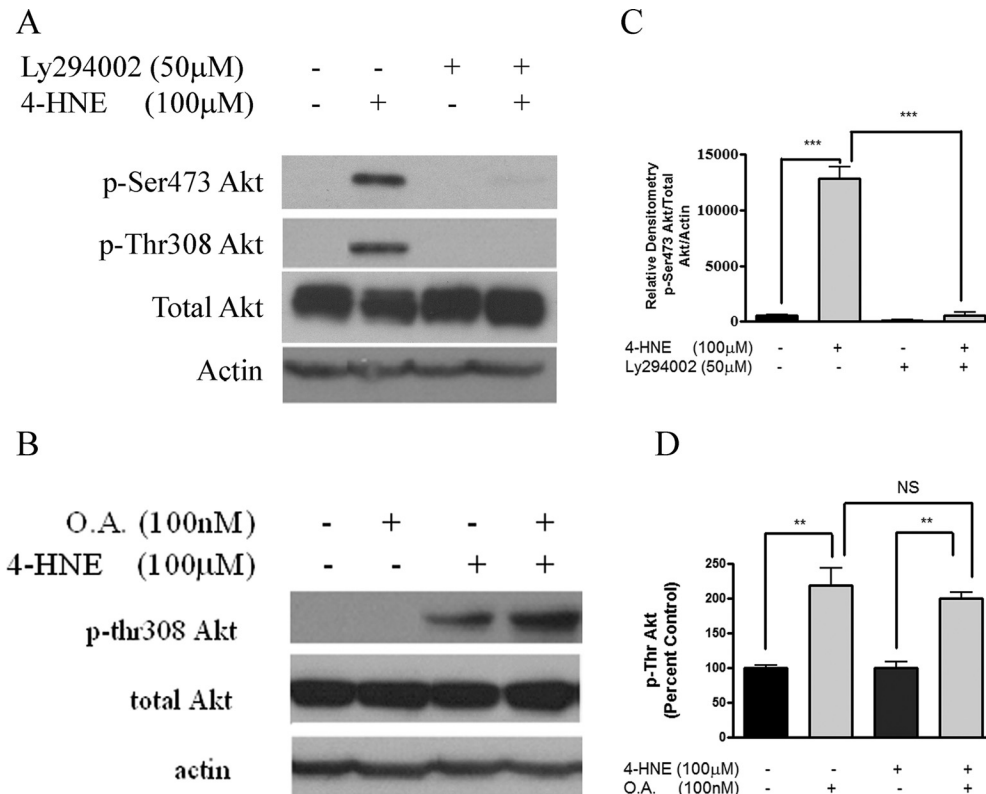 A
Ly294002 (50μM) - - + +
4-HNE (100μM) - + - +
p-Ser473 Akt
p-Thr308 Akt
Total Akt
Actin
B
O.A. (100nM) - + - +
4-HNE (100μM) - - + +
p-thr308 Akt
total Akt
actin
C
***
***
Relative Densitometry
p-Ser473 Akt/Total
Akt/Actin
15000
10000
5000
0
4-HNE (100μM) - + - +
Ly294002 (50μM) - - + +
D
NS
**
**
p-Thr Akt
(Percent Control)
250
200
150
100
50
0
4-HNE (100μM) - - + +
O.A. (100nM) - + - +